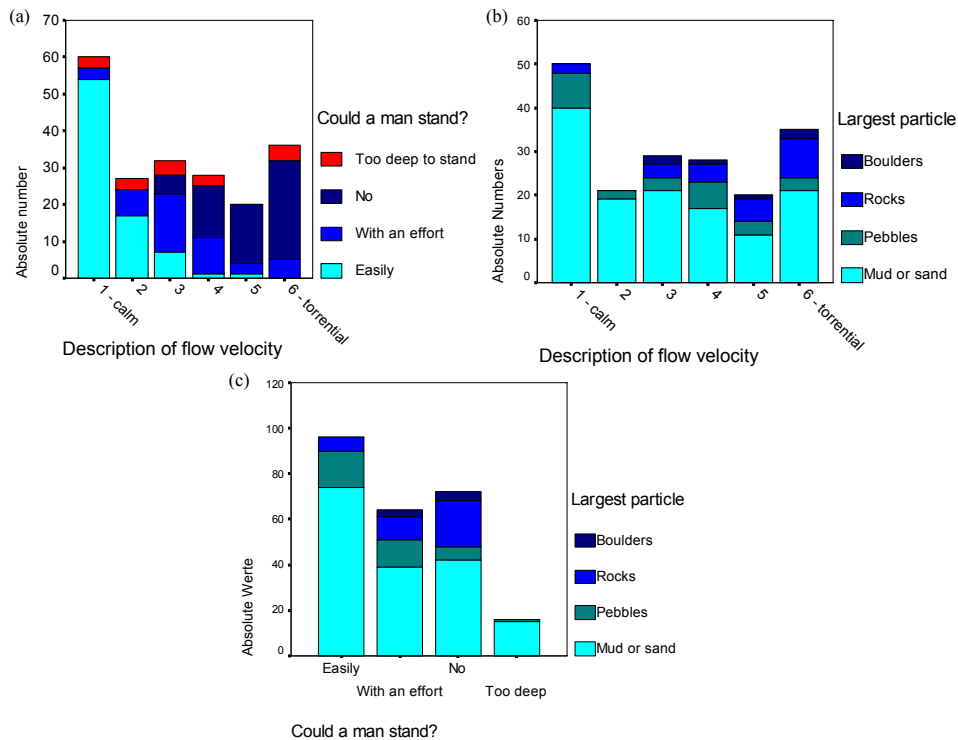 (a)
70
60
50
40
30
20
10
0
Absolute number
1 - calm
2
3
4
5
6 - torrential
Description of flow velocity
Could a man stand?
Too deep to stand
No
With an effort
Easily
(b)
60
50
40
30
20
10
0
Absolute Numbers
1 - calm
2
3
4
5
6 - torrential
Description of flow velocity
Largest particle
Boulders
Rocks
Pebbles
Mud or sand
(c)
120
100
80
60
40
20
0
Absolute Werte
Easily
With an effort
No
Too deep
Could a man stand?
Largest particle
Boulders
Rocks
Pebbles
Mud or sand